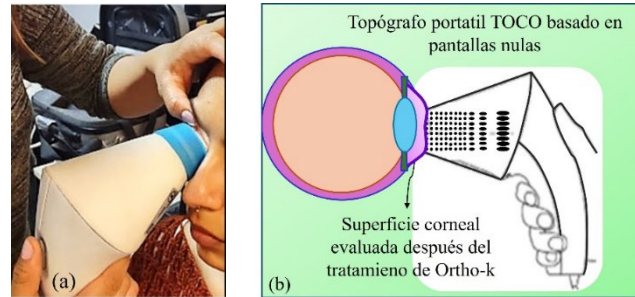 (a)
Topógrafo portatil TOCO basado en
pantallas nulas
Superficie corneal
evaluada después del
tratamieno de Ortho-k
(b)